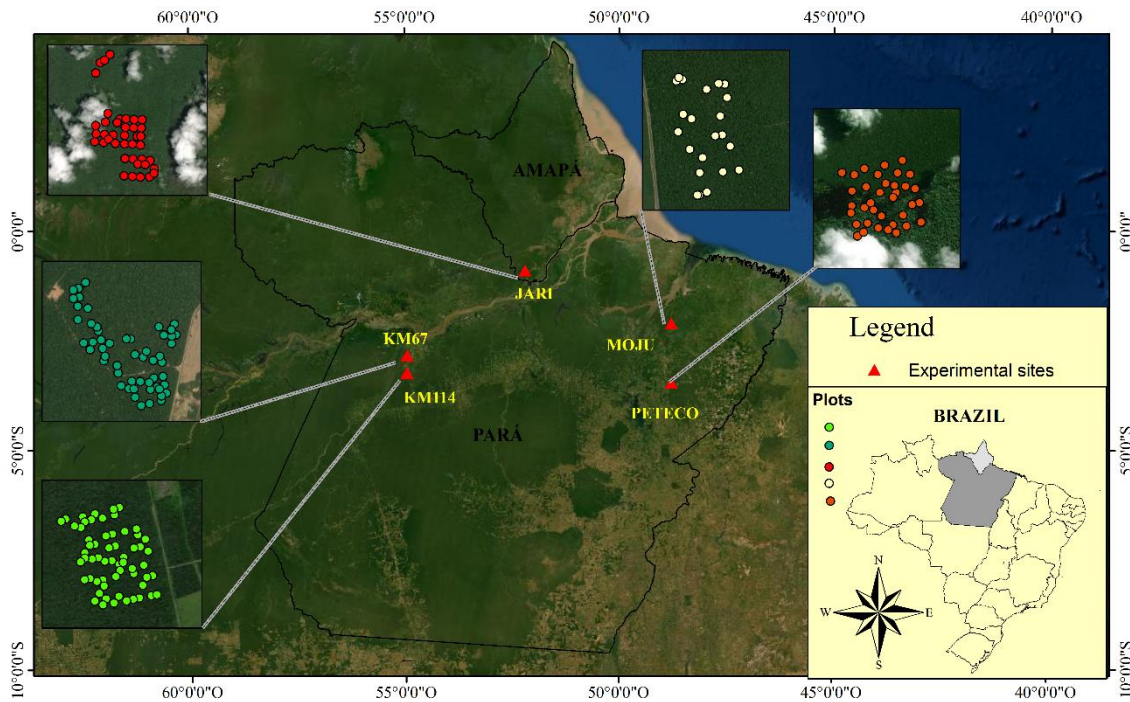 60°0'0"O 55°0'0"O 50°0'0"O 45°0'0"O 40°0'0"O
AMAPÁ
0°0'0" 0°0'0"
JARI
KM67 MOJU
KM114 PETECO
PARÁ
5°0'0"S 5°0'0"S
10°0'0"S 10°0'0"S
Legend
Experimental sites
Plots
BRAZIL
N
W E
S
60°0'0"O 55°0'0"O 50°0'0"O 45°0'0"O 40°0'0"O